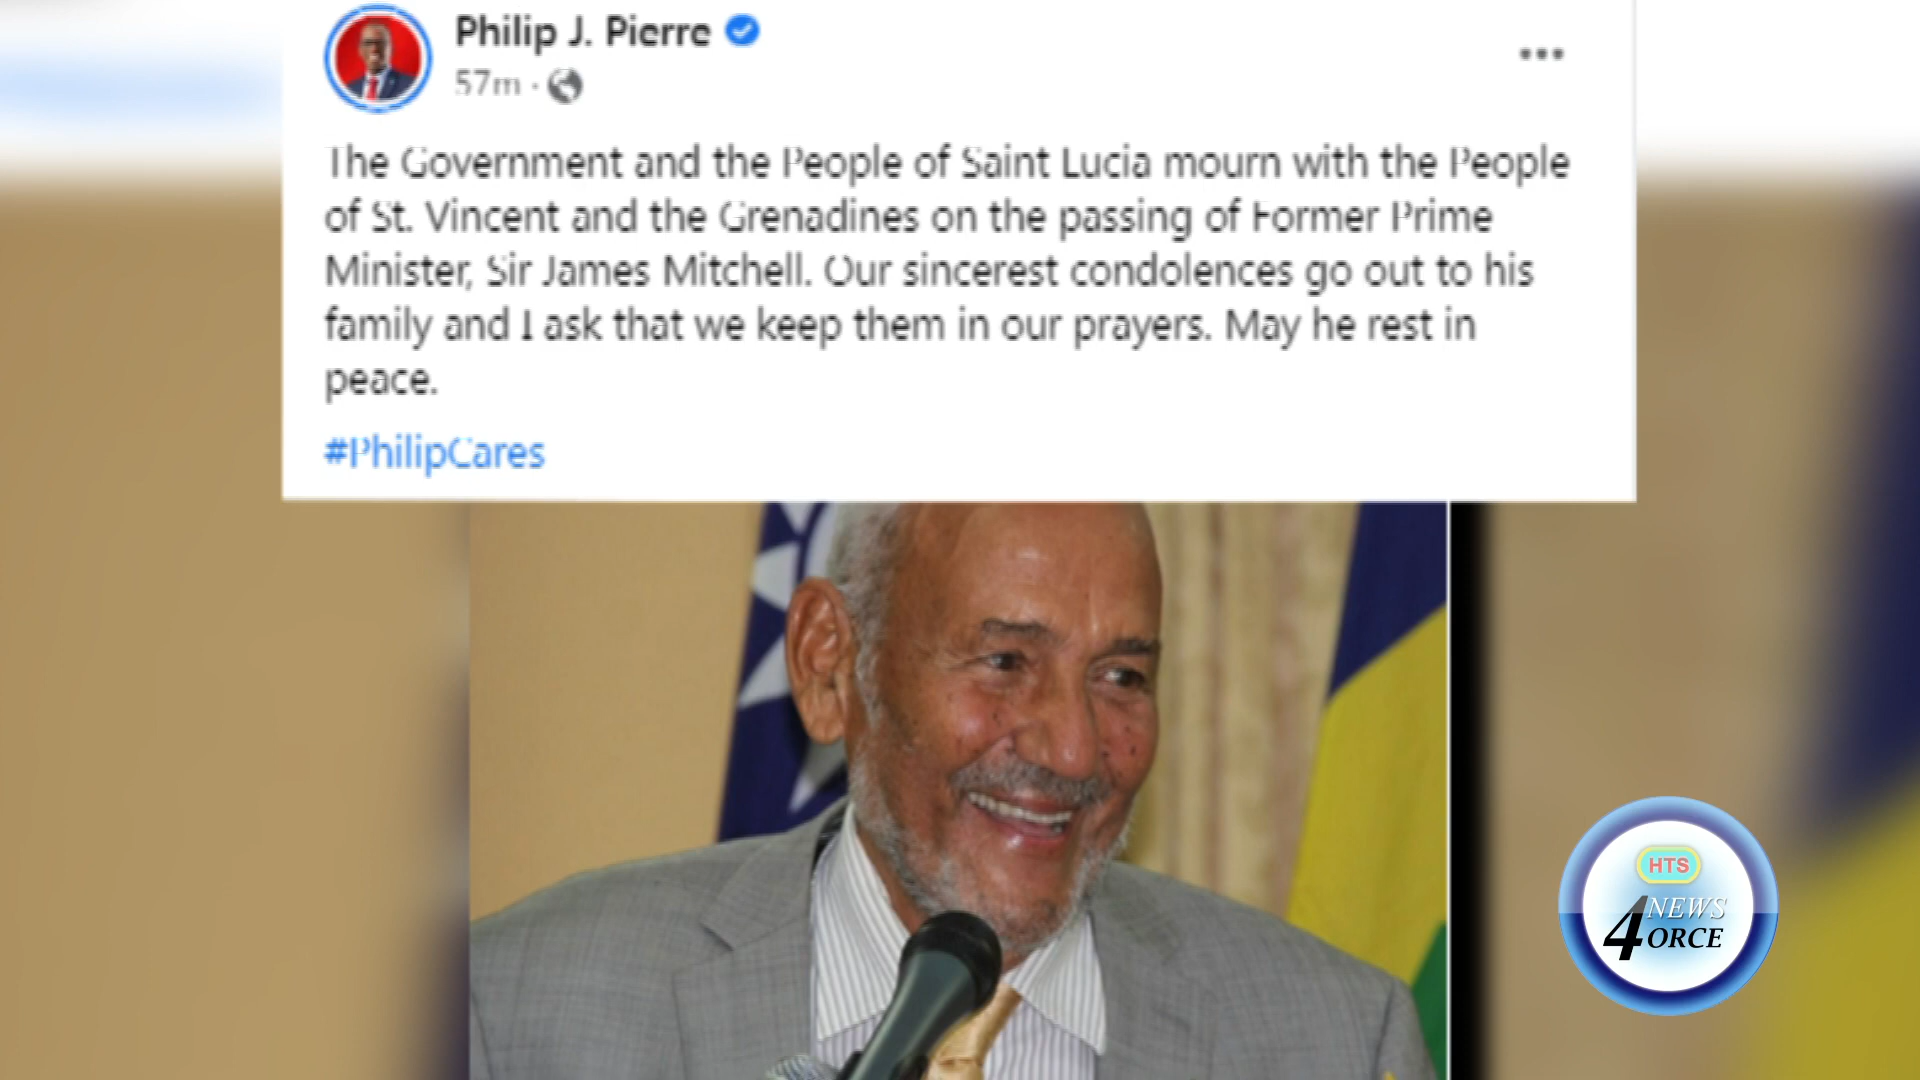 Philip J. Pierre
57m ·
The Government and the People of Saint Lucia mourn with the People
of St. Vincent and the Grenadines on the passing of Former Prime
Minister, Sir James Mitchell. Our sincerest condolences go out to his
family and I ask that we keep them in our prayers. May he rest in
peace.
#PhilipCares
HTS
NEWS
4ORCE